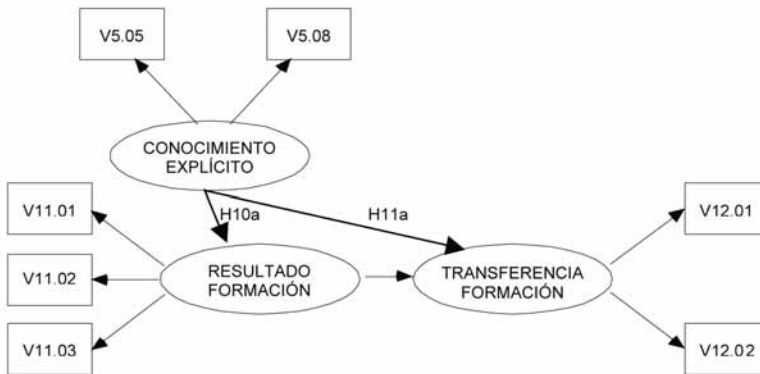 V5.05
V5.08
CONOCIMIENTO
EXPLÍCITO
V11.01
H10a
H11a
V12.01
V11.02
RESULTADO
FORMACIÓN
TRANSFERENCIA
FORMACIÓN
V11.03
V12.02